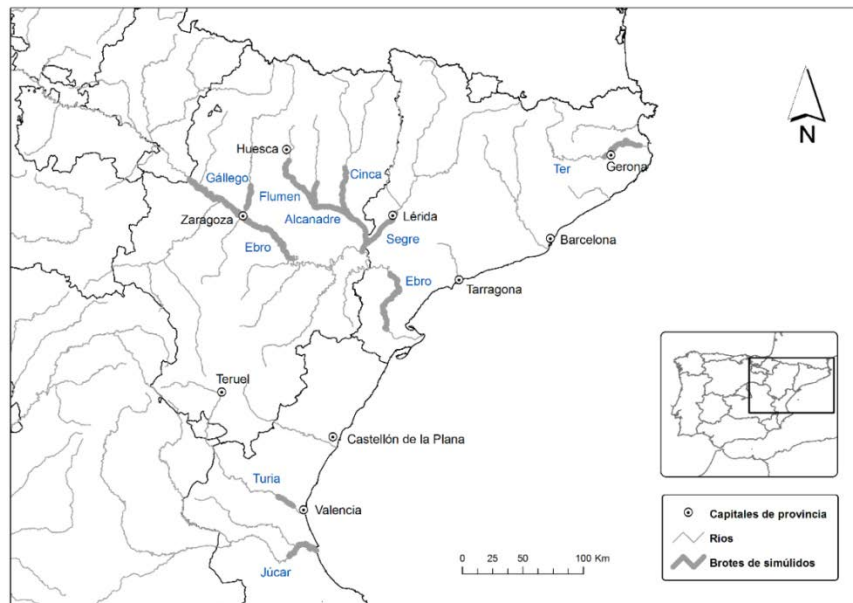 Huesca
Gállego
Cinca
Ter
Gerona
Flumen
Zaragoza
Alcanadre
Lérida
Segre
Barcelona
Ebro
Ebro
Tarragona
Teruel
Castellón de la Plana
Turia
Valencia
Júcar
N
0 25 50 100 Km
Capitales de provincia
Ríos
Brotes de simúlidos